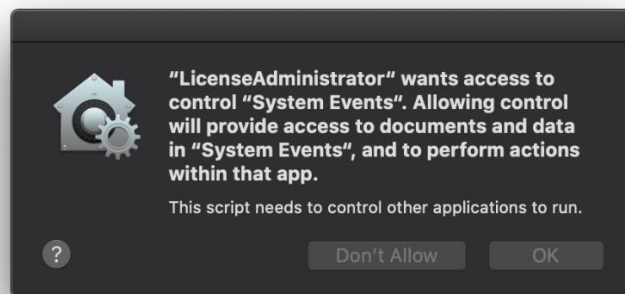 “LicenseAdministrator“ wants access to
control “System Events“. Allowing control
will provide access to documents and data
in “System Events“, and to perform actions
within that app.
This script needs to control other applications to run.
?
Don't Allow
OK